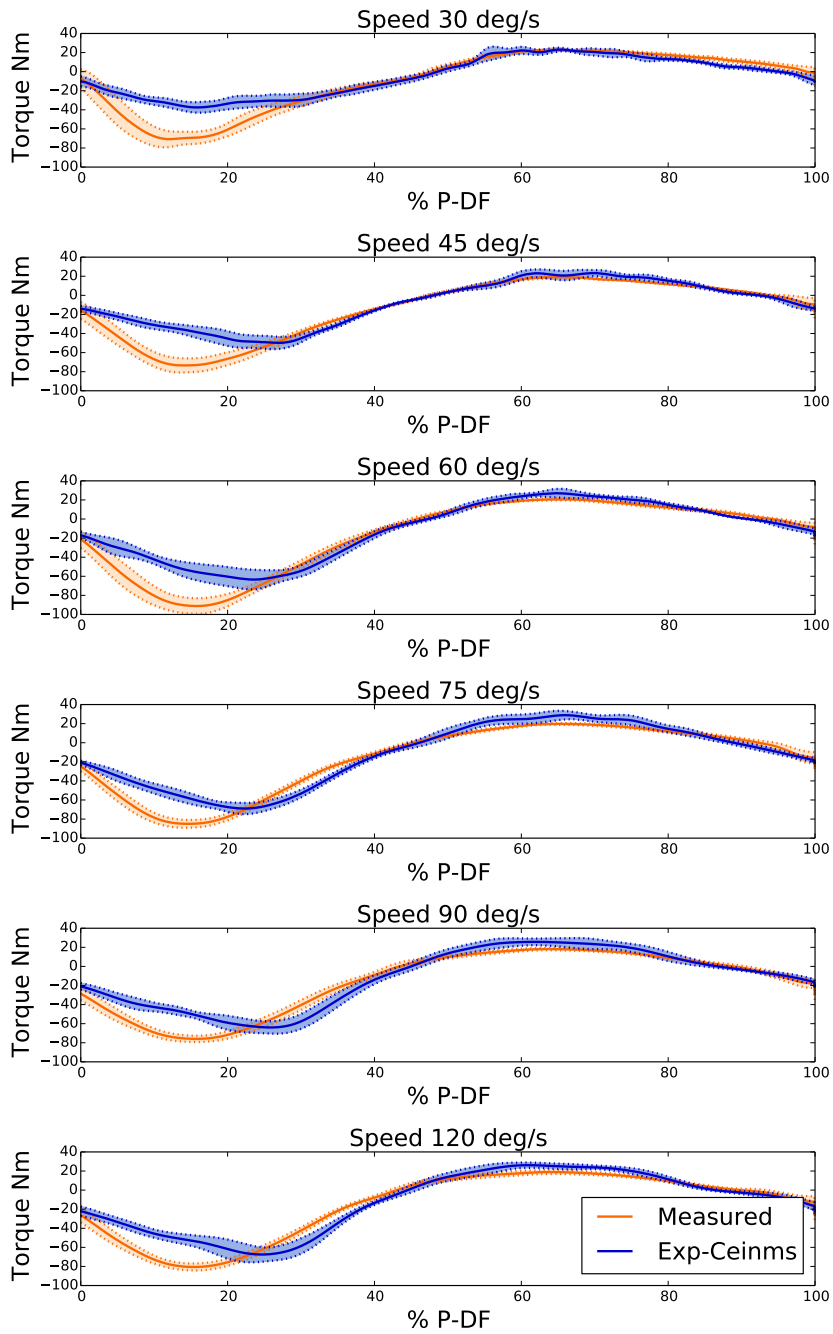 Speed 30 deg/s
Torque Nm
40
20
0
−20
−40
−60
−80
−100
0 20 40 60 80 100
% P-DF
Speed 45 deg/s
Torque Nm
40
20
0
−20
−40
−60
−80
−100
0 20 40 60 80 100
% P-DF
Speed 60 deg/s
Torque Nm
40
20
0
−20
−40
−60
−80
−100
0 20 40 60 80 100
% P-DF
Speed 75 deg/s
Torque Nm
40
20
0
−20
−40
−60
−80
−100
0 20 40 60 80 100
% P-DF
Speed 90 deg/s
Torque Nm
40
20
0
−20
−40
−60
−80
−100
0 20 40 60 80 100
% P-DF
Speed 120 deg/s
Torque Nm
40
20
0
−20
−40
−60
−80
−100
Measured
Exp-Ceinms
0 20 40 60 80 100
% P-DF